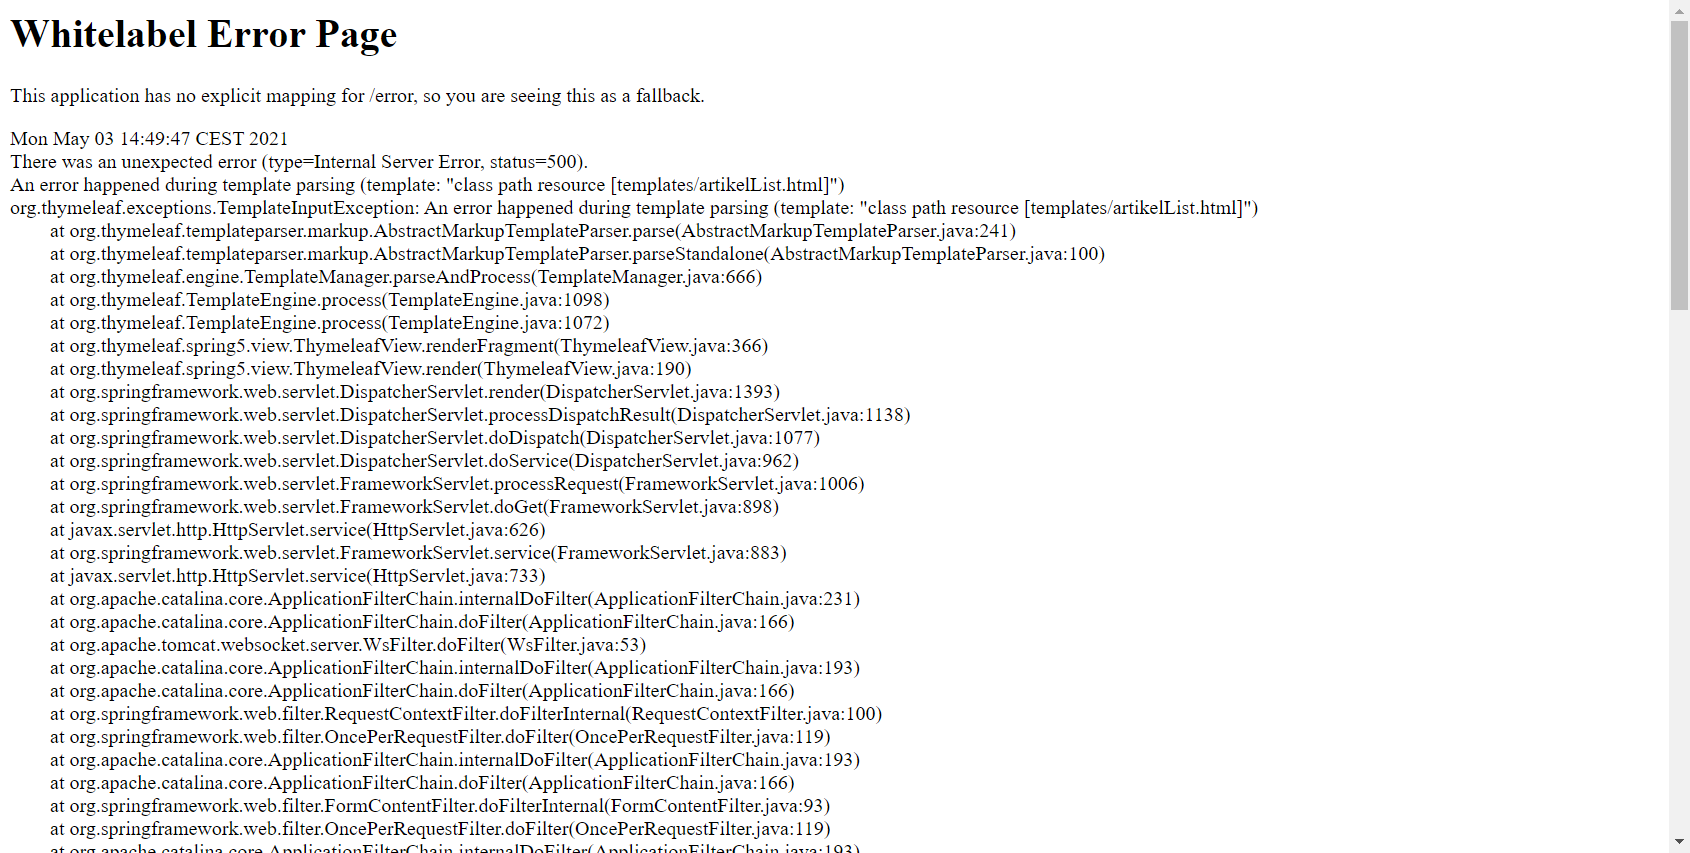 Whitelabel Error Page
This application has no explicit mapping for /error, so you are seeing this as a fallback.
Mon May 03 14:49:47 CEST 2021
There was an unexpected error (type=Internal Server Error, status=500).
An error happened during template parsing (template: "class path resource [templates/artikelList.html]")
org.thymeleaf.exceptions.TemplateInputException: An error happened during template parsing (template: "class path resource [templates/artikelList.html]")
at org.thymeleaf.templateparser.markup.AbstractMarkupTemplateParser.parse(AbstractMarkupTemplateParser.java:241)
at org.thymeleaf.templateparser.markup.AbstractMarkupTemplateParser.parseStandalone(AbstractMarkupTemplateParser.java:100)
at org.thymeleaf.engine.TemplateManager.parseAndProcess(TemplateManager.java:666)
at org.thymeleaf.TemplateEngine.process(TemplateEngine.java:1098)
at org.thymeleaf.TemplateEngine.process(TemplateEngine.java:1072)
at org.thymeleaf.spring5.view.ThymeleafView.renderFragment(ThymeleafView.java:366)
at org.thymeleaf.spring5.view.ThymeleafView.render(ThymeleafView.java:190)
at org.springframework.web.servlet.DispatcherServlet.render(DispatcherServlet.java:1393)
at org.springframework.web.servlet.DispatcherServlet.processDispatchResult(DispatcherServlet.java:1138)
at org.springframework.web.servlet.DispatcherServlet.doDispatch(DispatcherServlet.java:1077)
at org.springframework.web.servlet.DispatcherServlet.doService(DispatcherServlet.java:962)
at org.springframework.web.servlet.FrameworkServlet.processRequest(FrameworkServlet.java:1006)
at org.springframework.web.servlet.FrameworkServlet.doGet(FrameworkServlet.java:898)
at javax.servlet.http.HttpServlet.service(HttpServlet.java:626)
at org.springframework.web.servlet.FrameworkServlet.service(FrameworkServlet.java:883)
at javax.servlet.http.HttpServlet.service(HttpServlet.java:733)
at org.apache.catalina.core.ApplicationFilterChain.internalDoFilter(ApplicationFilterChain.java:231)
at org.apache.catalina.core.ApplicationFilterChain.doFilter(ApplicationFilterChain.java:166)
at org.apache.tomcat.websocket.server.WsFilter.doFilter(WsFilter.java:53)
at org.apache.catalina.core.ApplicationFilterChain.internalDoFilter(ApplicationFilterChain.java:193)
at org.apache.catalina.core.ApplicationFilterChain.doFilter(ApplicationFilterChain.java:166)
at org.springframework.web.filter.RequestContextFilter.doFilterInternal(RequestContextFilter.java:100)
at org.springframework.web.filter.OncePerRequestFilter.doFilter(OncePerRequestFilter.java:119)
at org.apache.catalina.core.ApplicationFilterChain.internalDoFilter(ApplicationFilterChain.java:193)
at org.apache.catalina.core.ApplicationFilterChain.doFilter(ApplicationFilterChain.java:166)
at org.springframework.web.filter.FormContentFilter.doFilterInternal(FormContentFilter.java:93)
at org.springframework.web.filter.OncePerRequestFilter.doFilter(OncePerRequestFilter.java:119)
at org.apache.catalina.core.ApplicationFilterChain.internalDoFilter(ApplicationFilterChain.java:193)